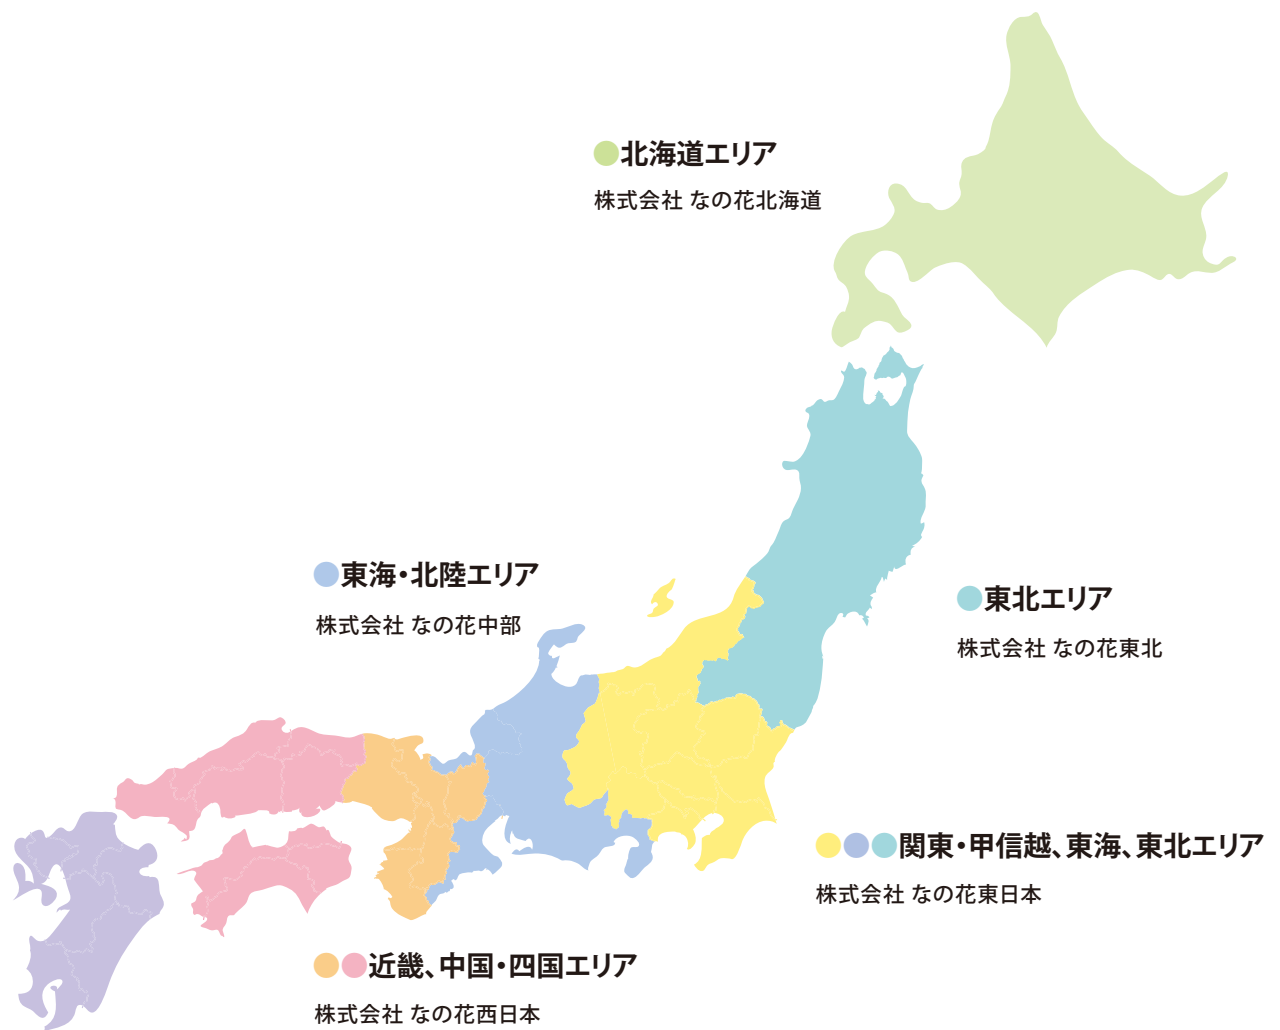 北海道エリア
株式会社 なの花北海道
東海・北陸エリア
株式会社 なの花中部
東北エリア
株式会社 なの花東北
関東・甲信越、東海、東北エリア
株式会社 なの花東日本
近畿、中国・四国エリア
株式会社 なの花西日本